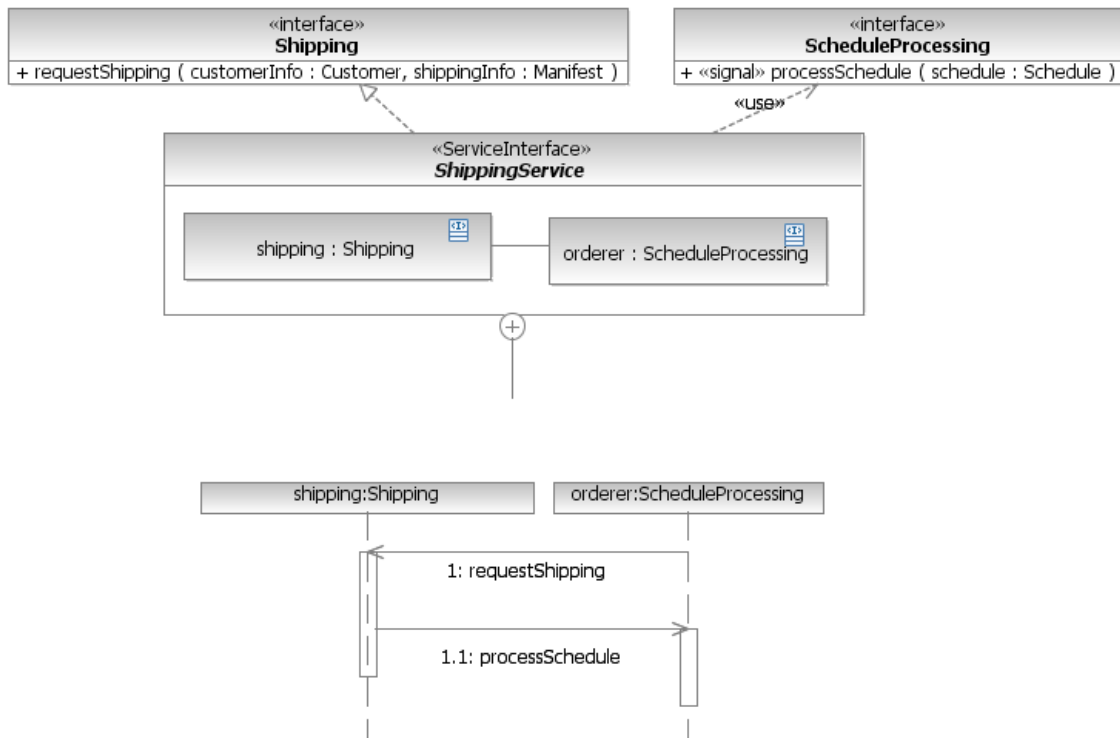 «interface»
Shipping
+ requestShipping ( customerInfo : Customer, shippingInfo : Manifest )
«interface»
ScheduleProcessing
+ «signal» processSchedule ( schedule : Schedule )
«use»
«ServiceInterface»
ShippingService
shipping : Shipping
orderer : ScheduleProcessing
shipping:Shipping
orderer:ScheduleProcessing
1: requestShipping
1.1: processSchedule